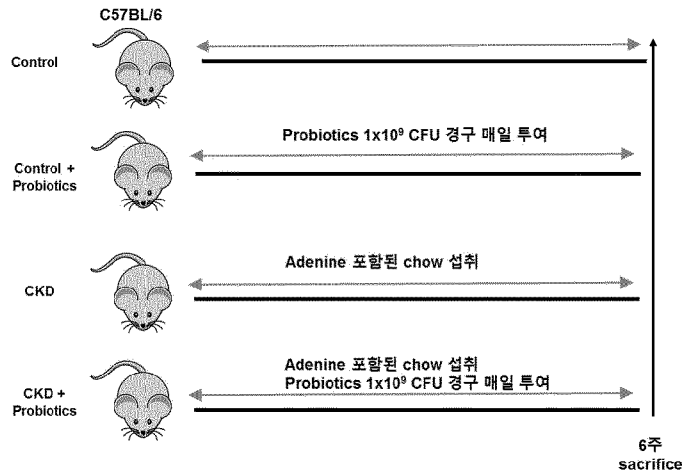 C57BL/6
Control
Probiotics 1x10⁹ CFU 경구 매일 투여
Control +
Probiotics
Adenine 포함된 chow 섭취
CKD
Adenine 포함된 chow 섭취
Probiotics 1x10⁹ CFU 경구 매일 투여
CKD +
Probiotics
6주
sacrifice